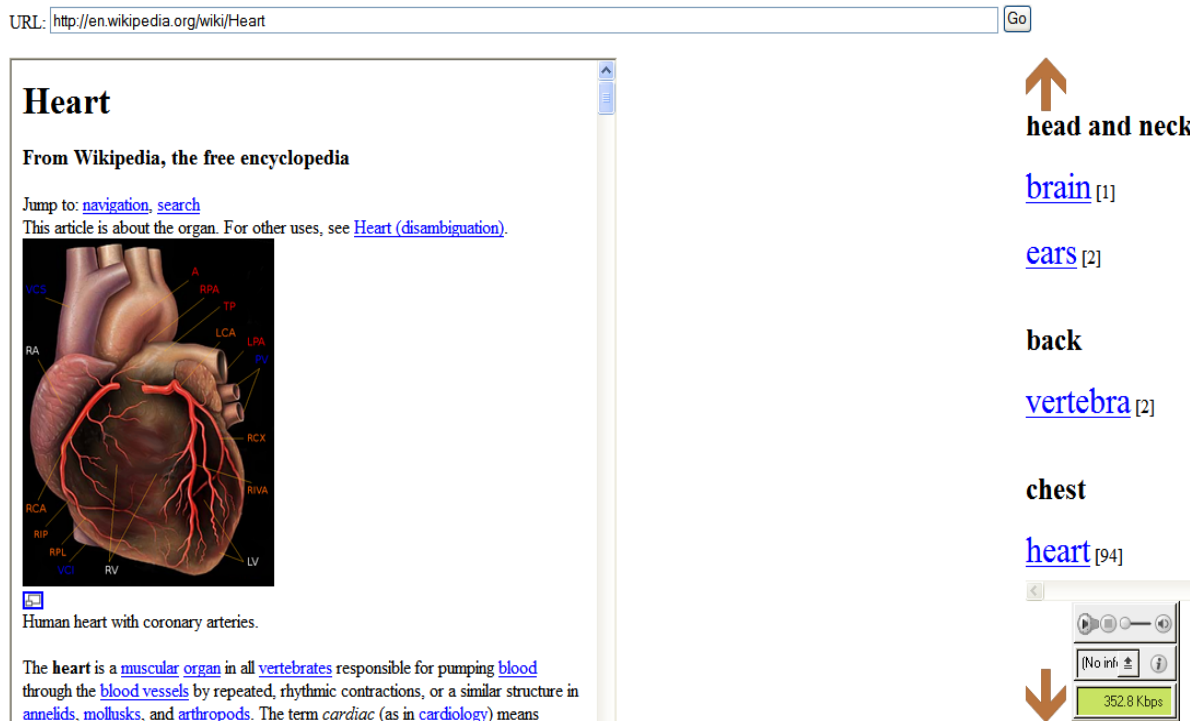 URL: http://en.wikipedia.org/wiki/Heart Go
Heart
From Wikipedia, the free encyclopedia
Jump to: navigation, search
This article is about the organ. For other uses, see Heart (disambiguation).
VCS
A
RPA
TP
LCA
LPA
PV
RA
RCX
RIVA
RCA
RIP
RPL
VCI
RV
LV
Human heart with coronary arteries.
The heart is a muscular organ in all vertebrates responsible for pumping blood
through the blood vessels by repeated, rhythmic contractions, or a similar structure in
annelids, mollusks, and arthropods. The term cardiac (as in cardiology) means
head and neck
brain [1]
ears [2]
back
vertebra [2]
chest
heart [94]
(No inf
352.8 Kbps